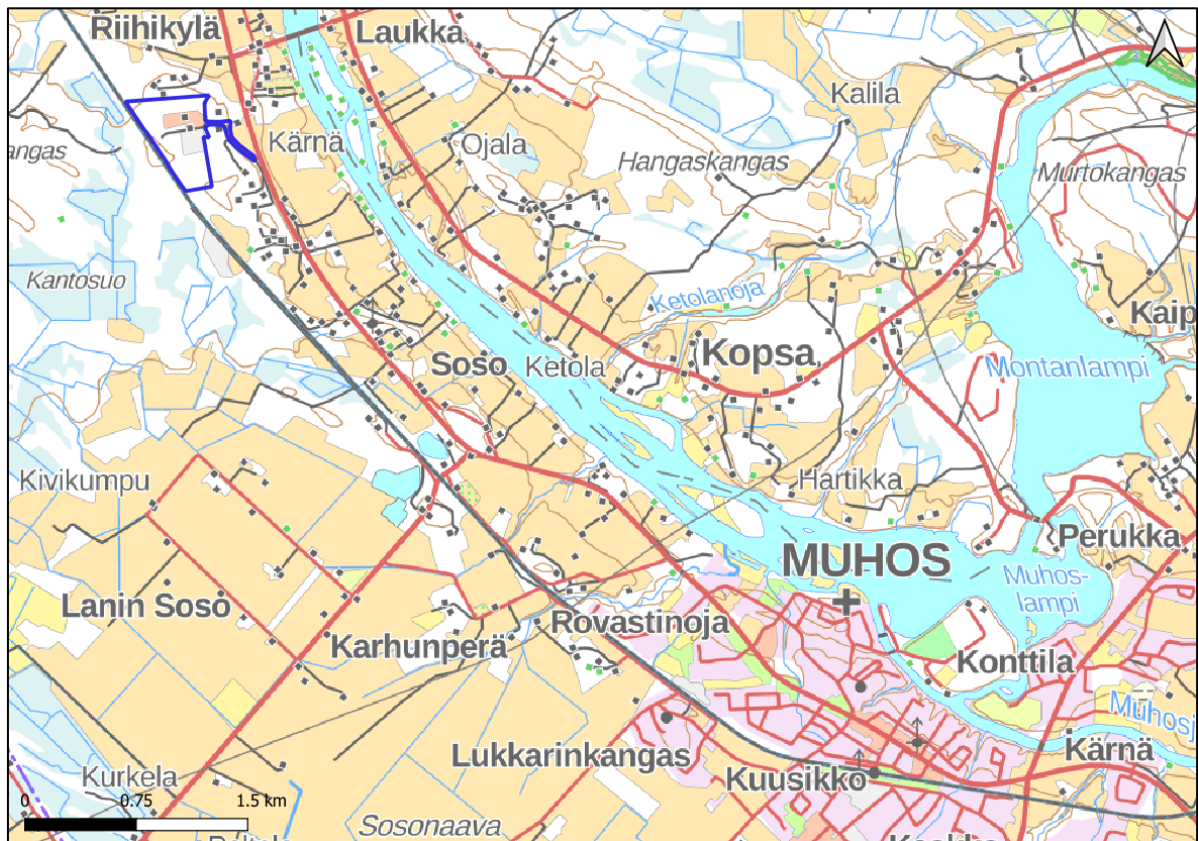 Riihikylä
Laukka
Kalila
Kärnä
Ojala
Hangaskangas
angas
Murtokangas
Kantosuo
Ketolanoja
Kaip
Kopsa
Soso
Ketola
Montanlampi
Kivikumpu
Hartikka
Perukka
MUHOS
Muhos-
lampi
Lanin Soso
Rovastinoja
Karhunperä
Konttila
Muhosj
Lukkarinkangas
Kärnä
Kurkela
Kuusikko
0 0.75 1.5 km
Sosonaava